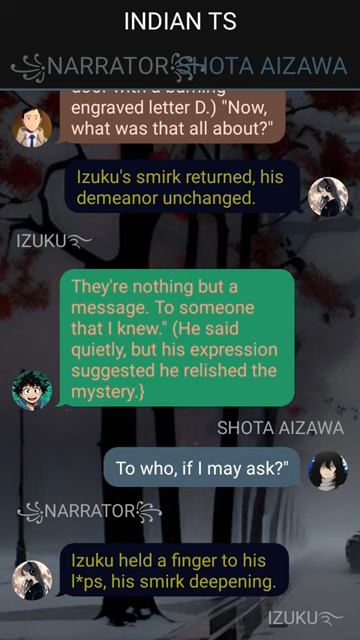 INDIAN TS
NARRATOR SHOTA AIZAWA
door with a burning
engraved letter D.) "Now,
what was that all about?"
Izuku's smirk returned, his
demeanor unchanged.
IZUKU
They're nothing but a
message. To someone
that I knew." (He said
quietly, but his expression
suggested he relished the
mystery.}
SHOTA AIZAWA
To who, if I may ask?"
NARRATOR
Izuku held a finger to his
l*ps, his smirk deepening.
IZUKU